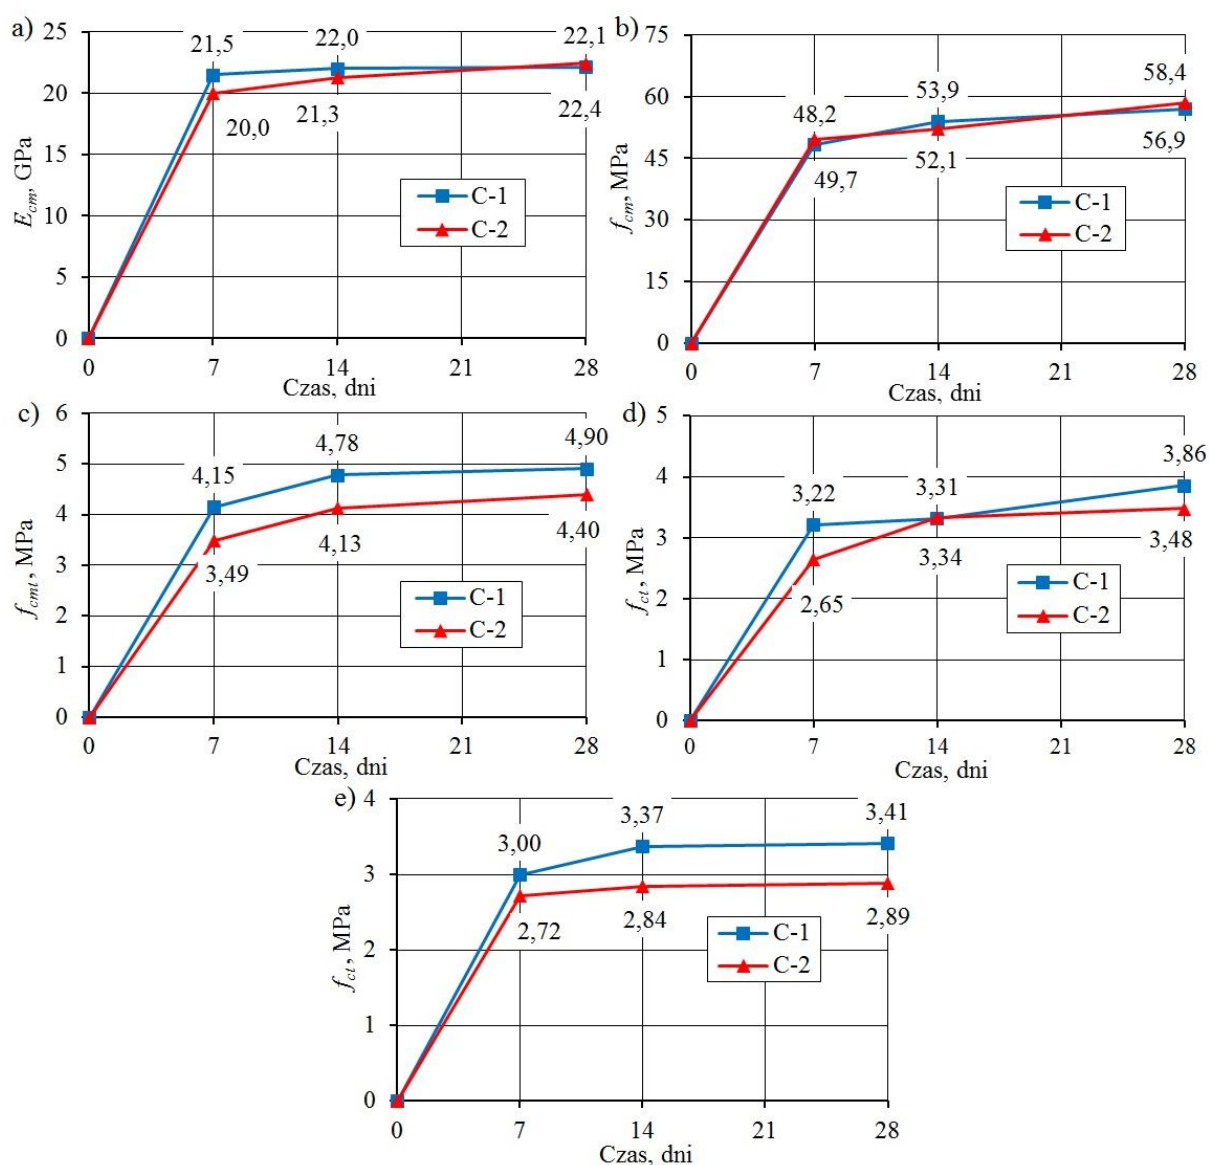 a)
25
20
15
10
5
0
E_cm, GPa
21,5
22,0
22,1
20,0
21,3
22,4
C-1
C-2
0 7 14 21 28
Czas, dni
b)
75
60
45
30
15
0
f_cm, MPa
48,2
53,9
58,4
49,7
52,1
56,9
C-1
C-2
0 7 14 21 28
Czas, dni
c)
6
5
4
3
2
1
0
f_cmt, MPa
4,15
4,78
4,90
3,49
4,13
4,40
C-1
C-2
0 7 14 21 28
Czas, dni
d)
5
4
3
2
1
0
f_ct, MPa
3,22
3,31
3,86
2,65
3,34
3,48
C-1
C-2
0 7 14 21 28
Czas, dni
e)
4
3
2
1
0
f_ct, MPa
3,00
3,37
3,41
2,72
2,84
2,89
C-1
C-2
0 7 14 21 28
Czas, dni